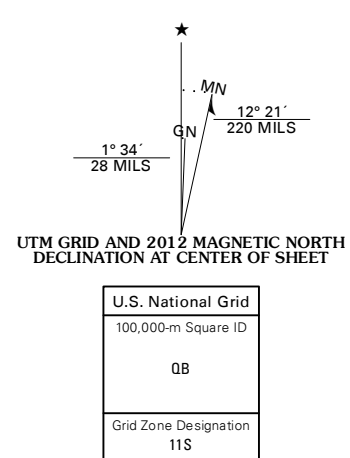 ★
MN
12° 21´
220 MILS
GN
1° 34´
28 MILS
UTM GRID AND 2012 MAGNETIC NORTH
DECLINATION AT CENTER OF SHEET
U.S. National Grid
100,000-m Square ID
QB
Grid Zone Designation
11S